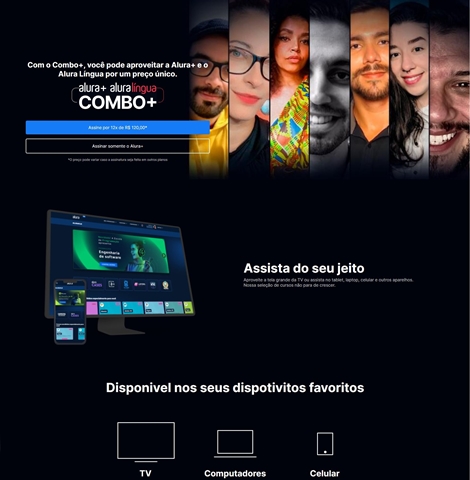 Com o Combo+, você pode aproveitar a Alura+ e o
Alura Língua por um preço único.
alura+ aluralíngua
COMBO+
Assine por 12x de R$ 120,00*
Assinar somente o Alura+
*O preço pode variar caso a assinatura seja feita em outros planos
Engenharia
de software
Assista do seu jeito
Aproveite a tela grande da TV ou assista no tablet, laptop, celular e outros aparelhos.
Nossa seleção de cursos não para de crescer.
Disponivel nos seus dispotivitos favoritos
TV
Computadores
Celular